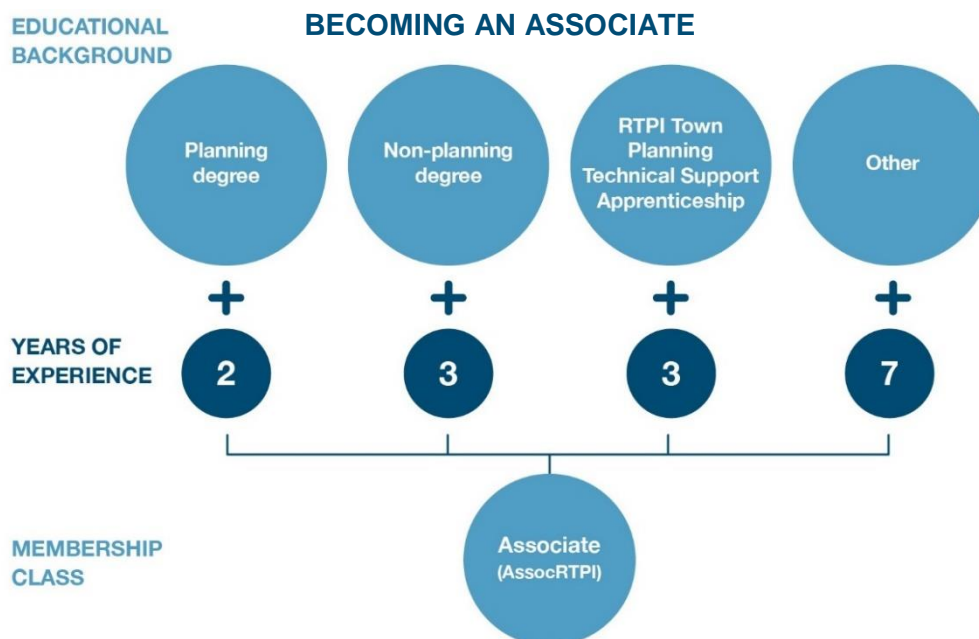 EDUCATIONAL
BACKGROUND
BECOMING AN ASSOCIATE
Planning
degree
Non-planning
degree
RTPI Town
Planning
Technical Support
Apprenticeship
Other
+ + + +
YEARS OF
EXPERIENCE
2 3 3 7
MEMBERSHIP
CLASS
Associate
(AssocRTPI)